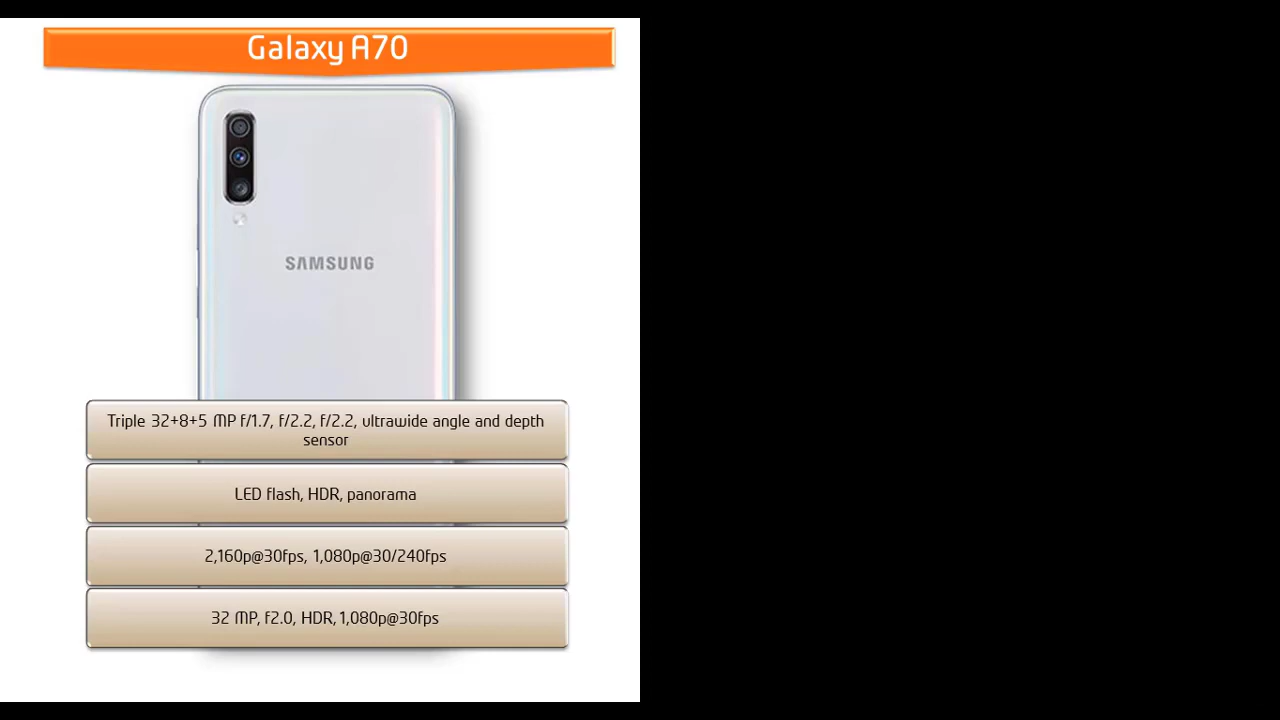 Galaxy A70
SAMSUNG
Triple 32+8+5 MP f/1.7, f/2.2, f/2.2, ultrawide angle and depth
sensor
LED flash, HDR, panorama
2,160p@30fps, 1,080p@30/240fps
32 MP, f2.0, HDR, 1,080p@30fps